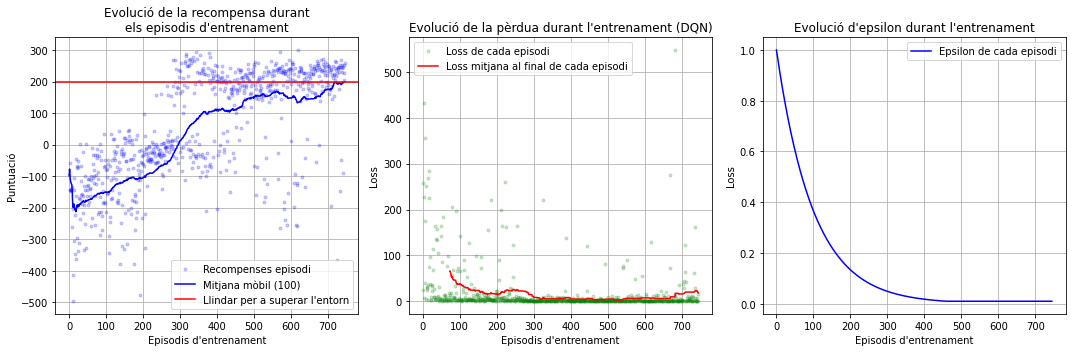 Evolució de la recompensa durant
els episodis d'entrenament
Puntuació
300
200
100
0
−100
−200
−300
−400
−500
Recompenses episodi
Mitjana mòbil (100)
Llindar per a superar l'entorn
0 100 200 300 400 500 600 700
Episodis d'entrenament
Evolució de la pèrdua durant l'entrenament (DQN)
Loss de cada episodi
Loss mitjana al final de cada episodi
Loss
500
400
300
200
100
0
0 100 200 300 400 500 600 700
Episodis d'entrenament
Evolució d'epsilon durant l'entrenament
Epsilon de cada episodi
Loss
1.0
0.8
0.6
0.4
0.2
0.0
0 100 200 300 400 500 600 700
Episodis d'entrenament